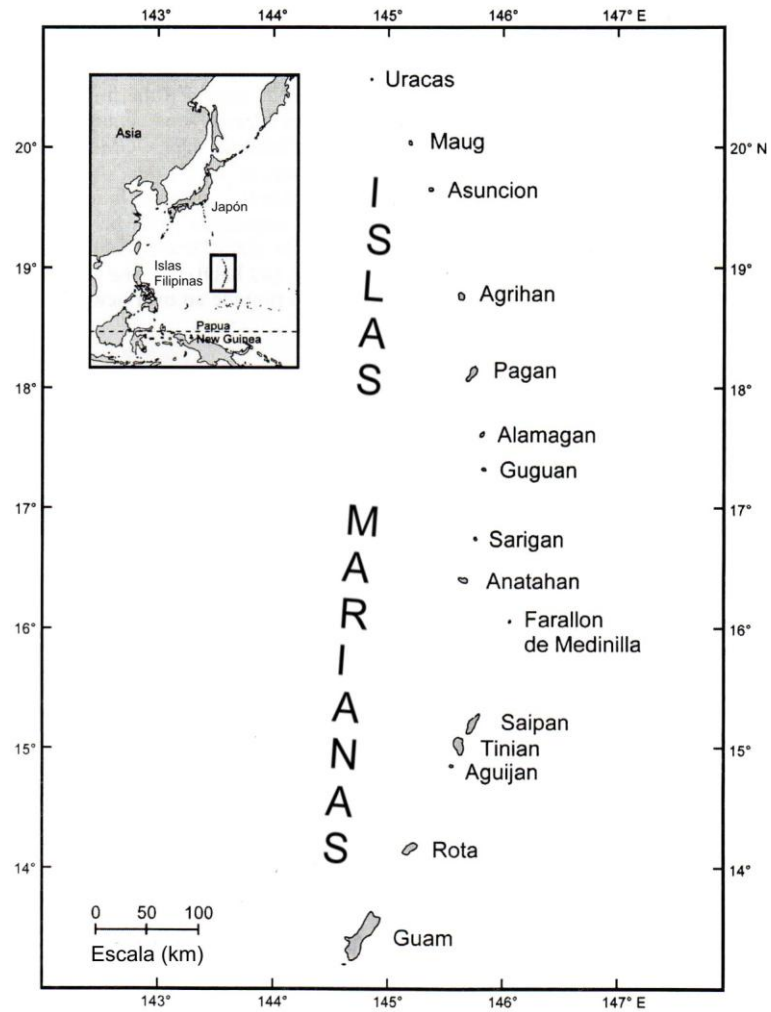 143° 144° 145° 146° 147° E
Uracas
Asia
20° Maug 20° N
Asuncion
ISLAS
Japón
19° 19°
Islas
Filipinas
Agrihan
Papua
New Guinea
Pagan
18° 18°
Alamagan
Guguan
17° 17°
MARIANAS
Sarigan
Anatahan
16° 16°
Farallon
de Medinilla
Saipan
15° Tinian 15°
Aguijan
Rota
14° 14°
0 50 100
Escala (km)
Guam
143° 144° 145° 146° 147° E